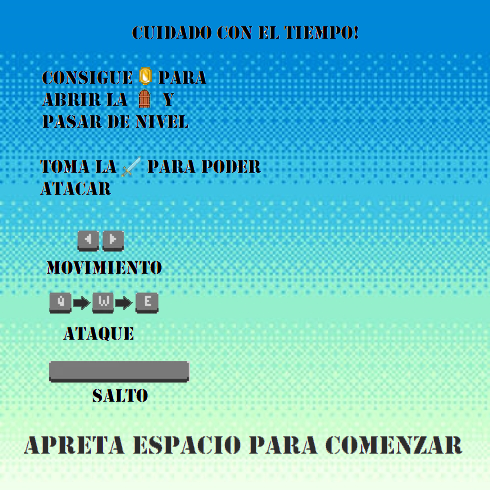 CUIDADO CON EL TIEMPO!
CONSIGUE PARA
ABRIR LA Y
PASAR DE NIVEL
TOMA LA PARA PODER
ATACAR
MOVIMIENTO
Q W E
ATAQUE
SALTO
APRETA ESPACIO PARA COMENZAR